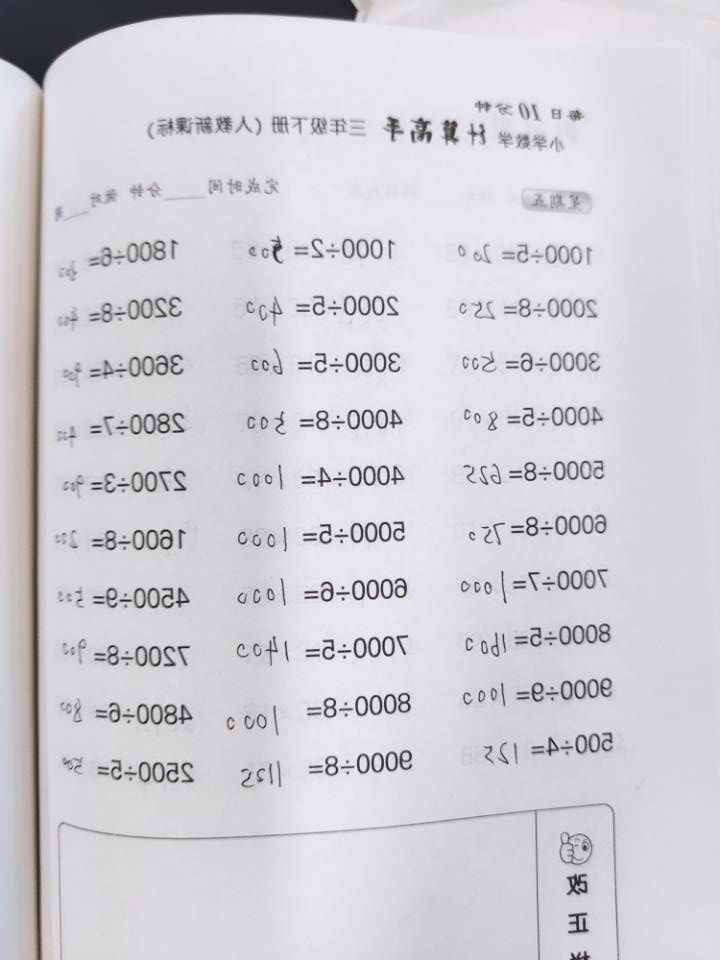 每日10分钟
小学数学 计算高手 三年级下册 (人教新课标)
星期五 完成时间____分钟 做对____
1000÷5=200 1000÷2=500 1800÷6=300
2000÷8=250 2000÷5=400 3200÷8=400
3000÷6=500 3000÷5=600 3600÷4=900
4000÷5=800 4000÷8=500 2800÷7=400
5000÷8=625 4000÷4=1000 2700÷3=900
6000÷8=750 5000÷5=1000 1600÷8=200
7000÷7=1000 6000÷6=1000 4500÷9=500
8000÷5=1600 7000÷5=1400 7200÷8=900
9000÷9=1000 8000÷8=1000 4800÷6=800
500÷4=125 9000÷8=1125 2500÷5=500
改
正